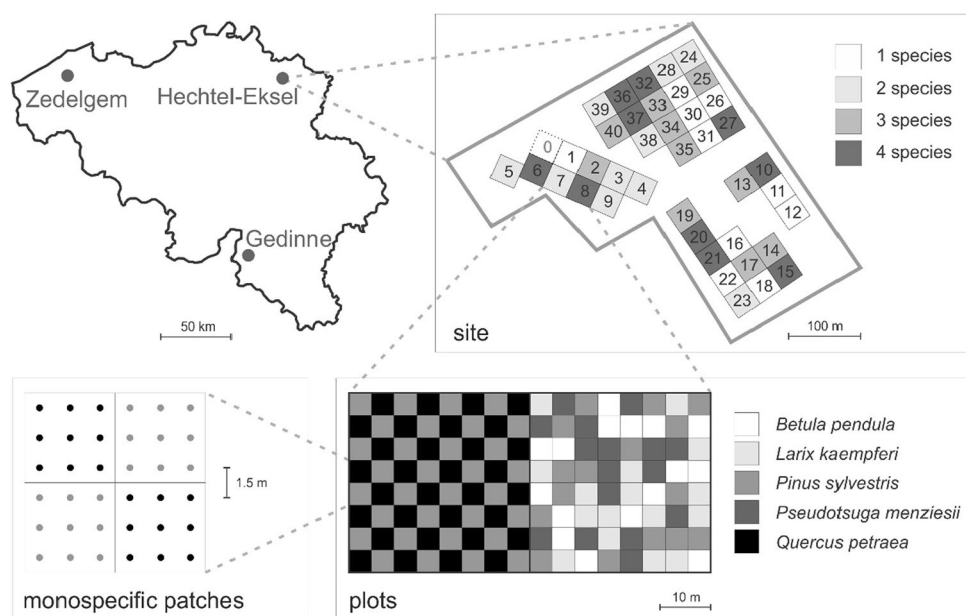 Zedelgem
Hechtel-Eksel
Gedinne
50 km
24
28
25
32
29
26
36
33
30
27
39
37
34
31
40
38
35
0
1
2
3
4
5
6
7
8
9
10
13
11
12
19
20
16
14
21
17
15
22
18
23
1 species
2 species
3 species
4 species
site
100 m
1.5 m
monospecific patches
Betula pendula
Larix kaempferi
Pinus sylvestris
Pseudotsuga menziesii
Quercus petraea
plots
10 m